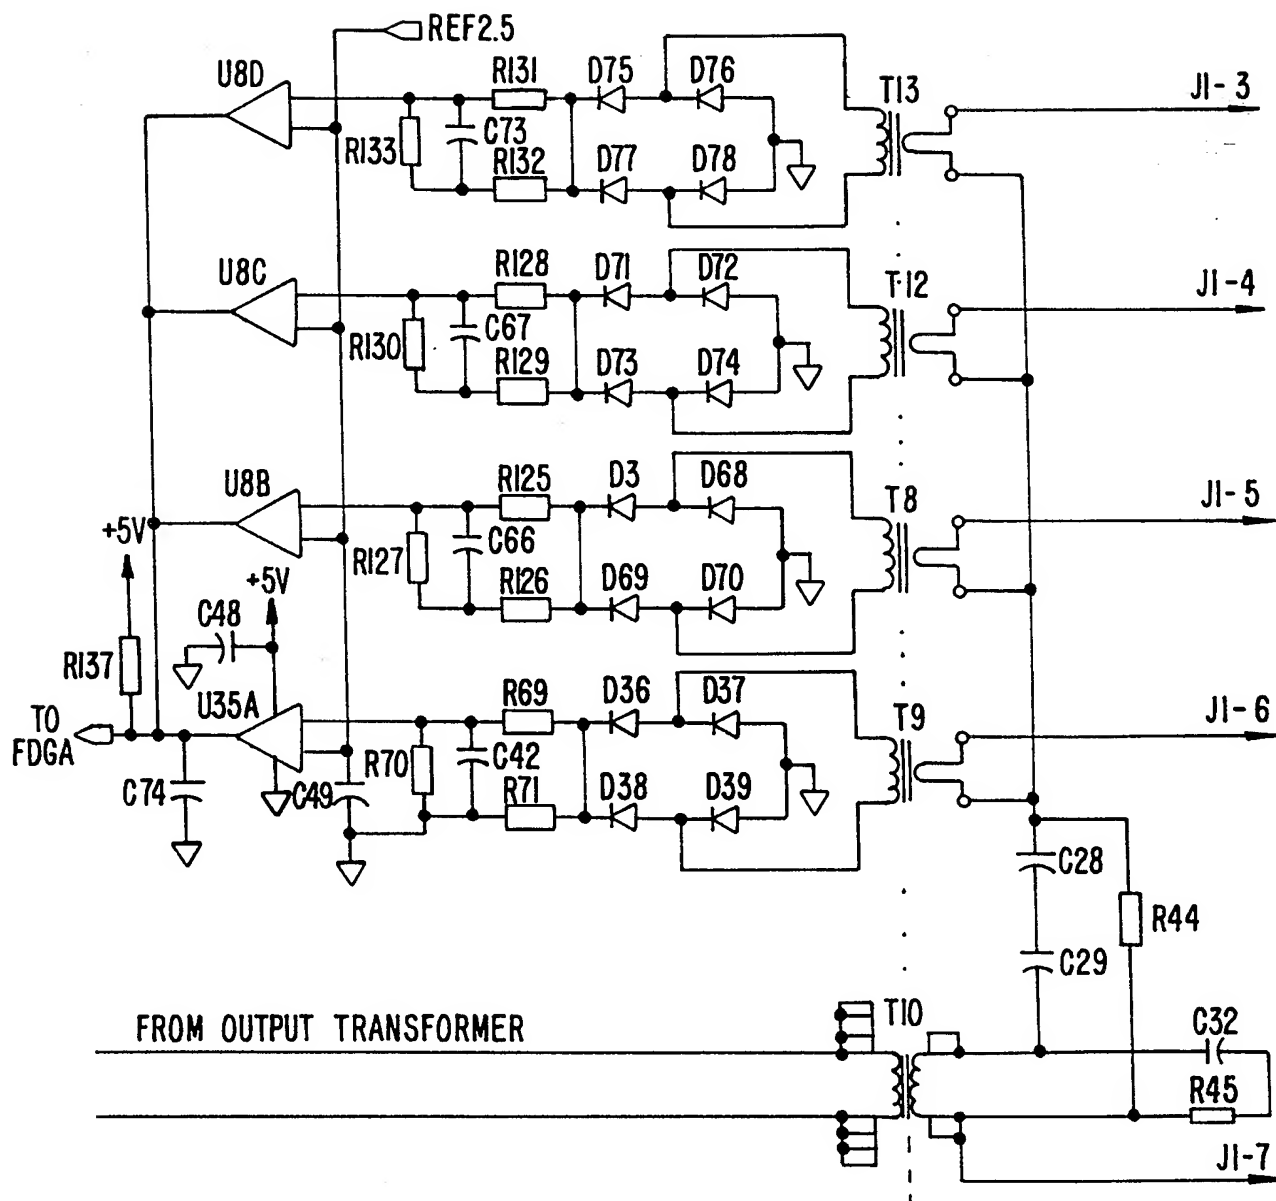 REF2.5
U8D
R131
D75
D76
T13
J1-3
R133
C73
R132
D77
D78
U8C
R128
D71
D72
T12
J1-4
R130
C67
R129
D73
D74
U8B
R125
D3
D68
T8
J1-5
+5V
R127
C66
R126
D69
D70
+5V
C48
R137
U35A
R69
D36
D37
T9
J1-6
TO
FDGA
R70
C42
C74
C49
R71
D38
D39
C28
R44
C29
FROM OUTPUT TRANSFORMER
T10
C32
R45
J1-7